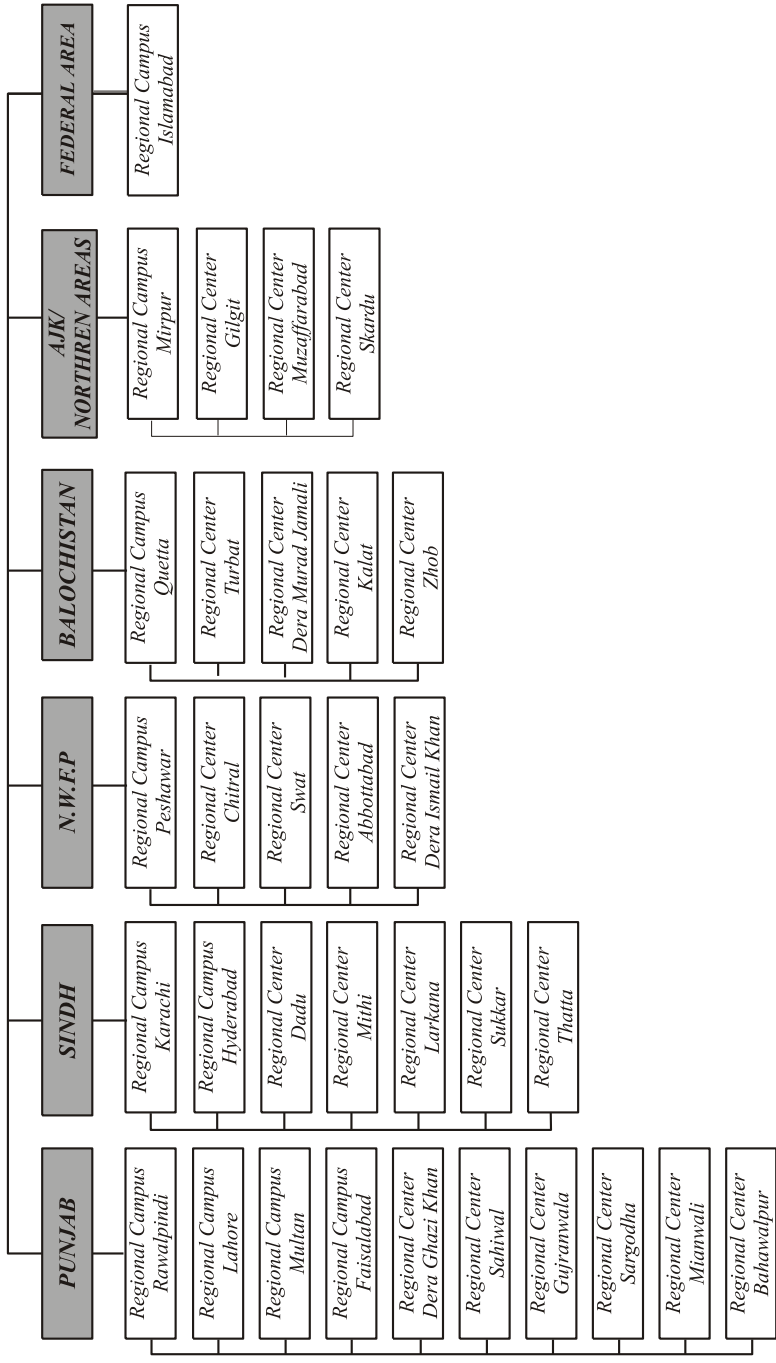 PUNJAB
Regional Campus
Rawalpindi
Regional Campus
Lahore
Regional Campus
Multan
Regional Campus
Faisalabad
Regional Center
Dera Ghazi Khan
Regional Center
Sahiwal
Regional Center
Gujranwala
Regional Center
Sargodha
Regional Center
Mianwali
Regional Center
Bahawalpur
SINDH
Regional Campus
Karachi
Regional Campus
Hyderabad
Regional Center
Dadu
Regional Center
Mithi
Regional Center
Larkana
Regional Center
Sukkar
Regional Center
Thatta
N.W.F.P
Regional Campus
Peshawar
Regional Center
Chitral
Regional Center
Swat
Regional Center
Abbottabad
Regional Center
Dera Ismail Khan
BALOCHISTAN
Regional Campus
Quetta
Regional Center
Turbat
Regional Center
Dera Murad Jamali
Regional Center
Kalat
Regional Center
Zhob
AJK/
NORTHREN AREAS
Regional Campus
Mirpur
Regional Center
Gilgit
Regional Center
Muzaffarabad
Regional Center
Skardu
FEDERAL AREA
Regional Campus
Islamabad